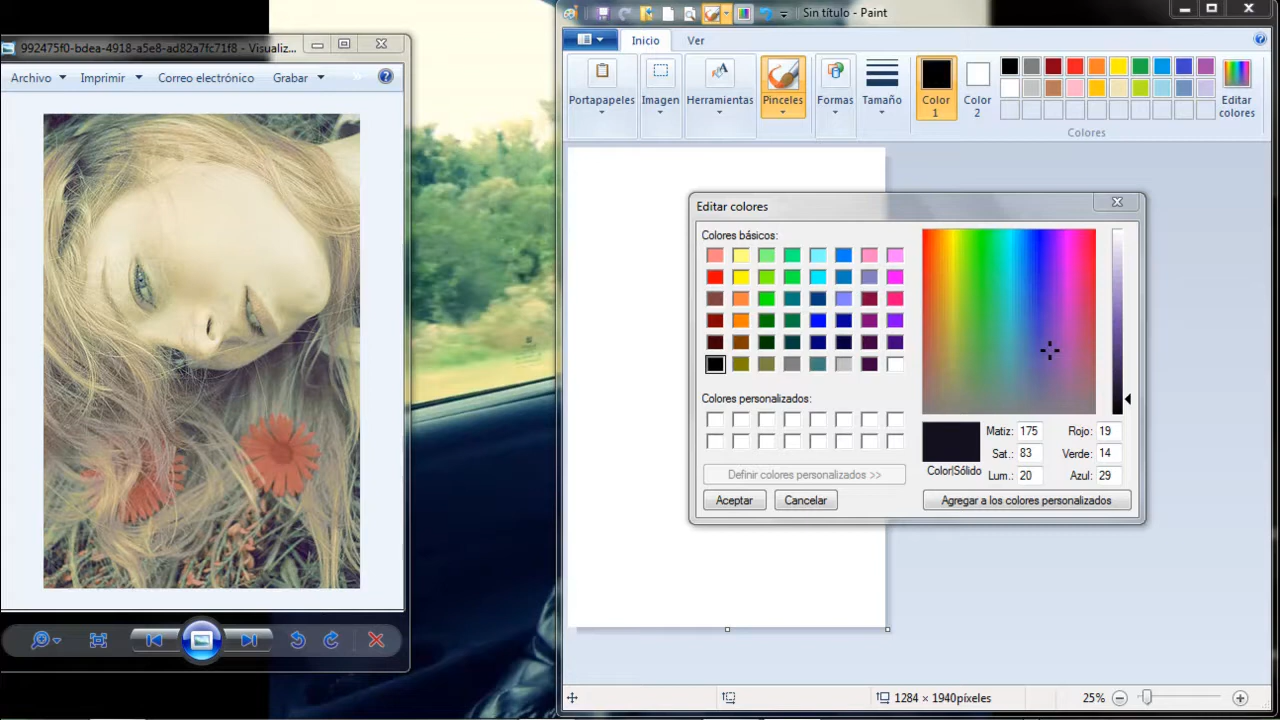 992475f0-bdea-4918-a5e8-ad82a7fc71f8 - Visualiz...
Archivo Imprimir Correo electrónico Grabar »
Sin título - Paint
Inicio Ver
Portapapeles Imagen Herramientas Pinceles Formas Tamaño Color 1 Color 2 Editar colores
Colores
Editar colores
Colores básicos:
Colores personalizados:
Definir colores personalizados >>
Aceptar Cancelar
Color|Sólido
Matiz: 175 Rojo: 19
Sat.: 83 Verde: 14
Lum.: 20 Azul: 29
Agregar a los colores personalizados
1284 × 1940píxeles 25%